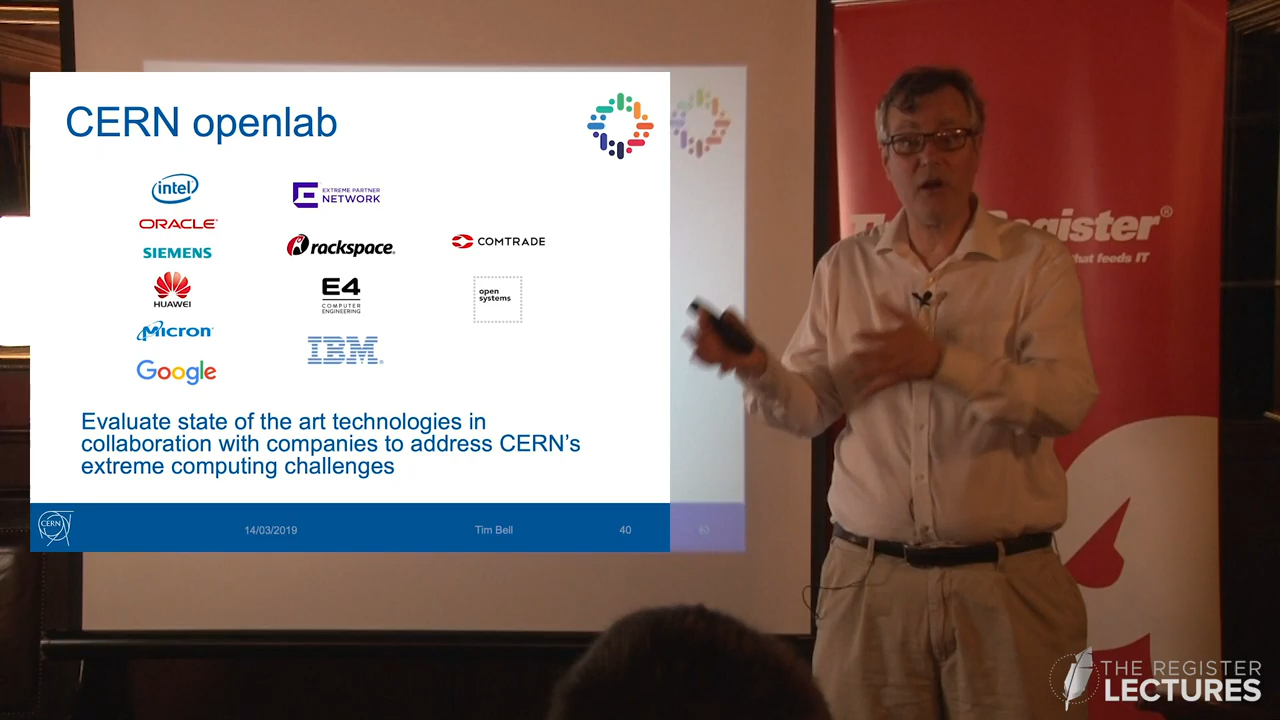 CERN openlab
intel
ORACLE
SIEMENS
HUAWEI
Micron
Google
EXTREME PARTNER
NETWORK
rackspace
E4
COMPUTER
ENGINEERING
IBM
COMTRADE
open
systems
Evaluate state of the art technologies in
collaboration with companies to address CERN's
extreme computing challenges
CERN
14/03/2019
Tim Bell
40
Register®
that feeds IT
THE REGISTER
LECTURES